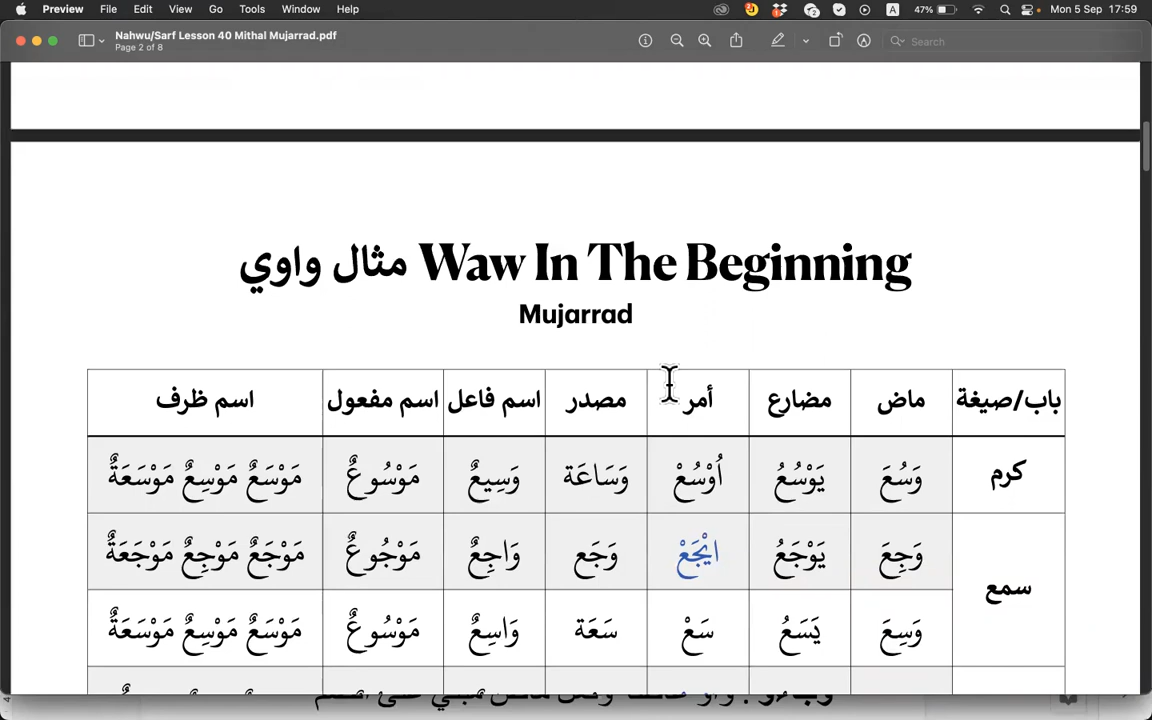 Preview File Edit View Go Tools Window Help 2 A 47% Mon 5 Sep 17:59
Nahwu/Sarf Lesson 40 Mithal Mujarrad.pdf
Page 2 of 8
Search
مثال واوي Waw In The Beginning
Mujarrad
باب/صيغة ماض مضارع أمر مصدر اسم فاعل اسم مفعول اسم ظرف
كرم وَسُعَ يَوْسُعُ اُوْسُعْ وَسَاعَة وَسِيعٌ مَوْسُوعٌ مَوْسَعٌ مَوْسِعٌ مَوْسَعَةٌ
سمع وَجِعَ يَوْجَعُ ايْجَعْ وَجَع وَاجِعٌ مَوْجُوعٌ مَوْجَعٌ مَوْجِعٌ مَوْجَعَةٌ
وَسِعَ يَسَعُ سَعْ سَعَة وَاسِعٌ مَوْسُوعٌ مَوْسَعٌ مَوْسِعٌ مَوْسَعَةٌ